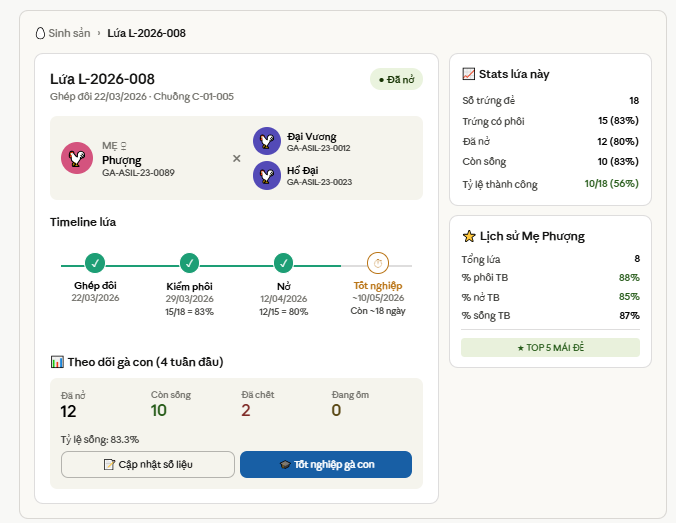 Sinh sản › Lứa L-2026-008
Lứa L-2026-008
● Đã nở
Ghép đôi 22/03/2026 · Chuồng C-01-005
MẸ ♀
Phượng
GA-ASIL-23-0089
×
Đại Vương
GA-ASIL-23-0012
Hổ Đại
GA-ASIL-23-0023
Timeline lứa
Ghép đôi
22/03/2026
Kiểm phôi
29/03/2026
15/18 = 83%
Nở
12/04/2026
12/15 = 80%
Tốt nghiệp
~10/05/2026
Còn ~18 ngày
Theo dõi gà con (4 tuần đầu)
Đã nở
12
Còn sống
10
Đã chết
2
Đang ốm
0
Tỷ lệ sống: 83.3%
Cập nhật số liệu
Tốt nghiệp gà con
Stats lứa này
Số trứng đẻ 18
Trứng có phôi 15 (83%)
Đã nở 12 (80%)
Còn sống 10 (83%)
Tỷ lệ thành công 10/18 (56%)
Lịch sử Mẹ Phượng
Tổng lứa 8
% phôi TB 88%
% nở TB 85%
% sống TB 87%
★ TOP 5 MÁI ĐẺ